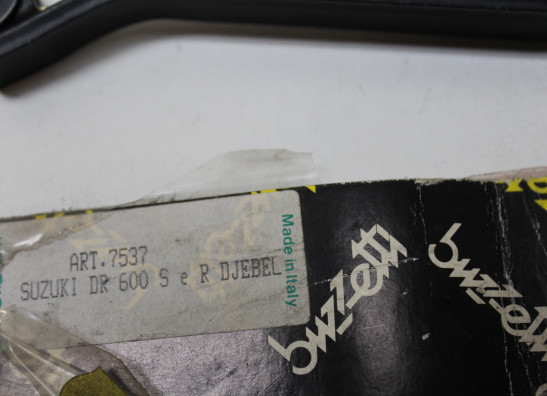 ART.7537
SUZUKI DR 600 S e R DJEBEL
Made in Italy
buzzetti
buzzetti